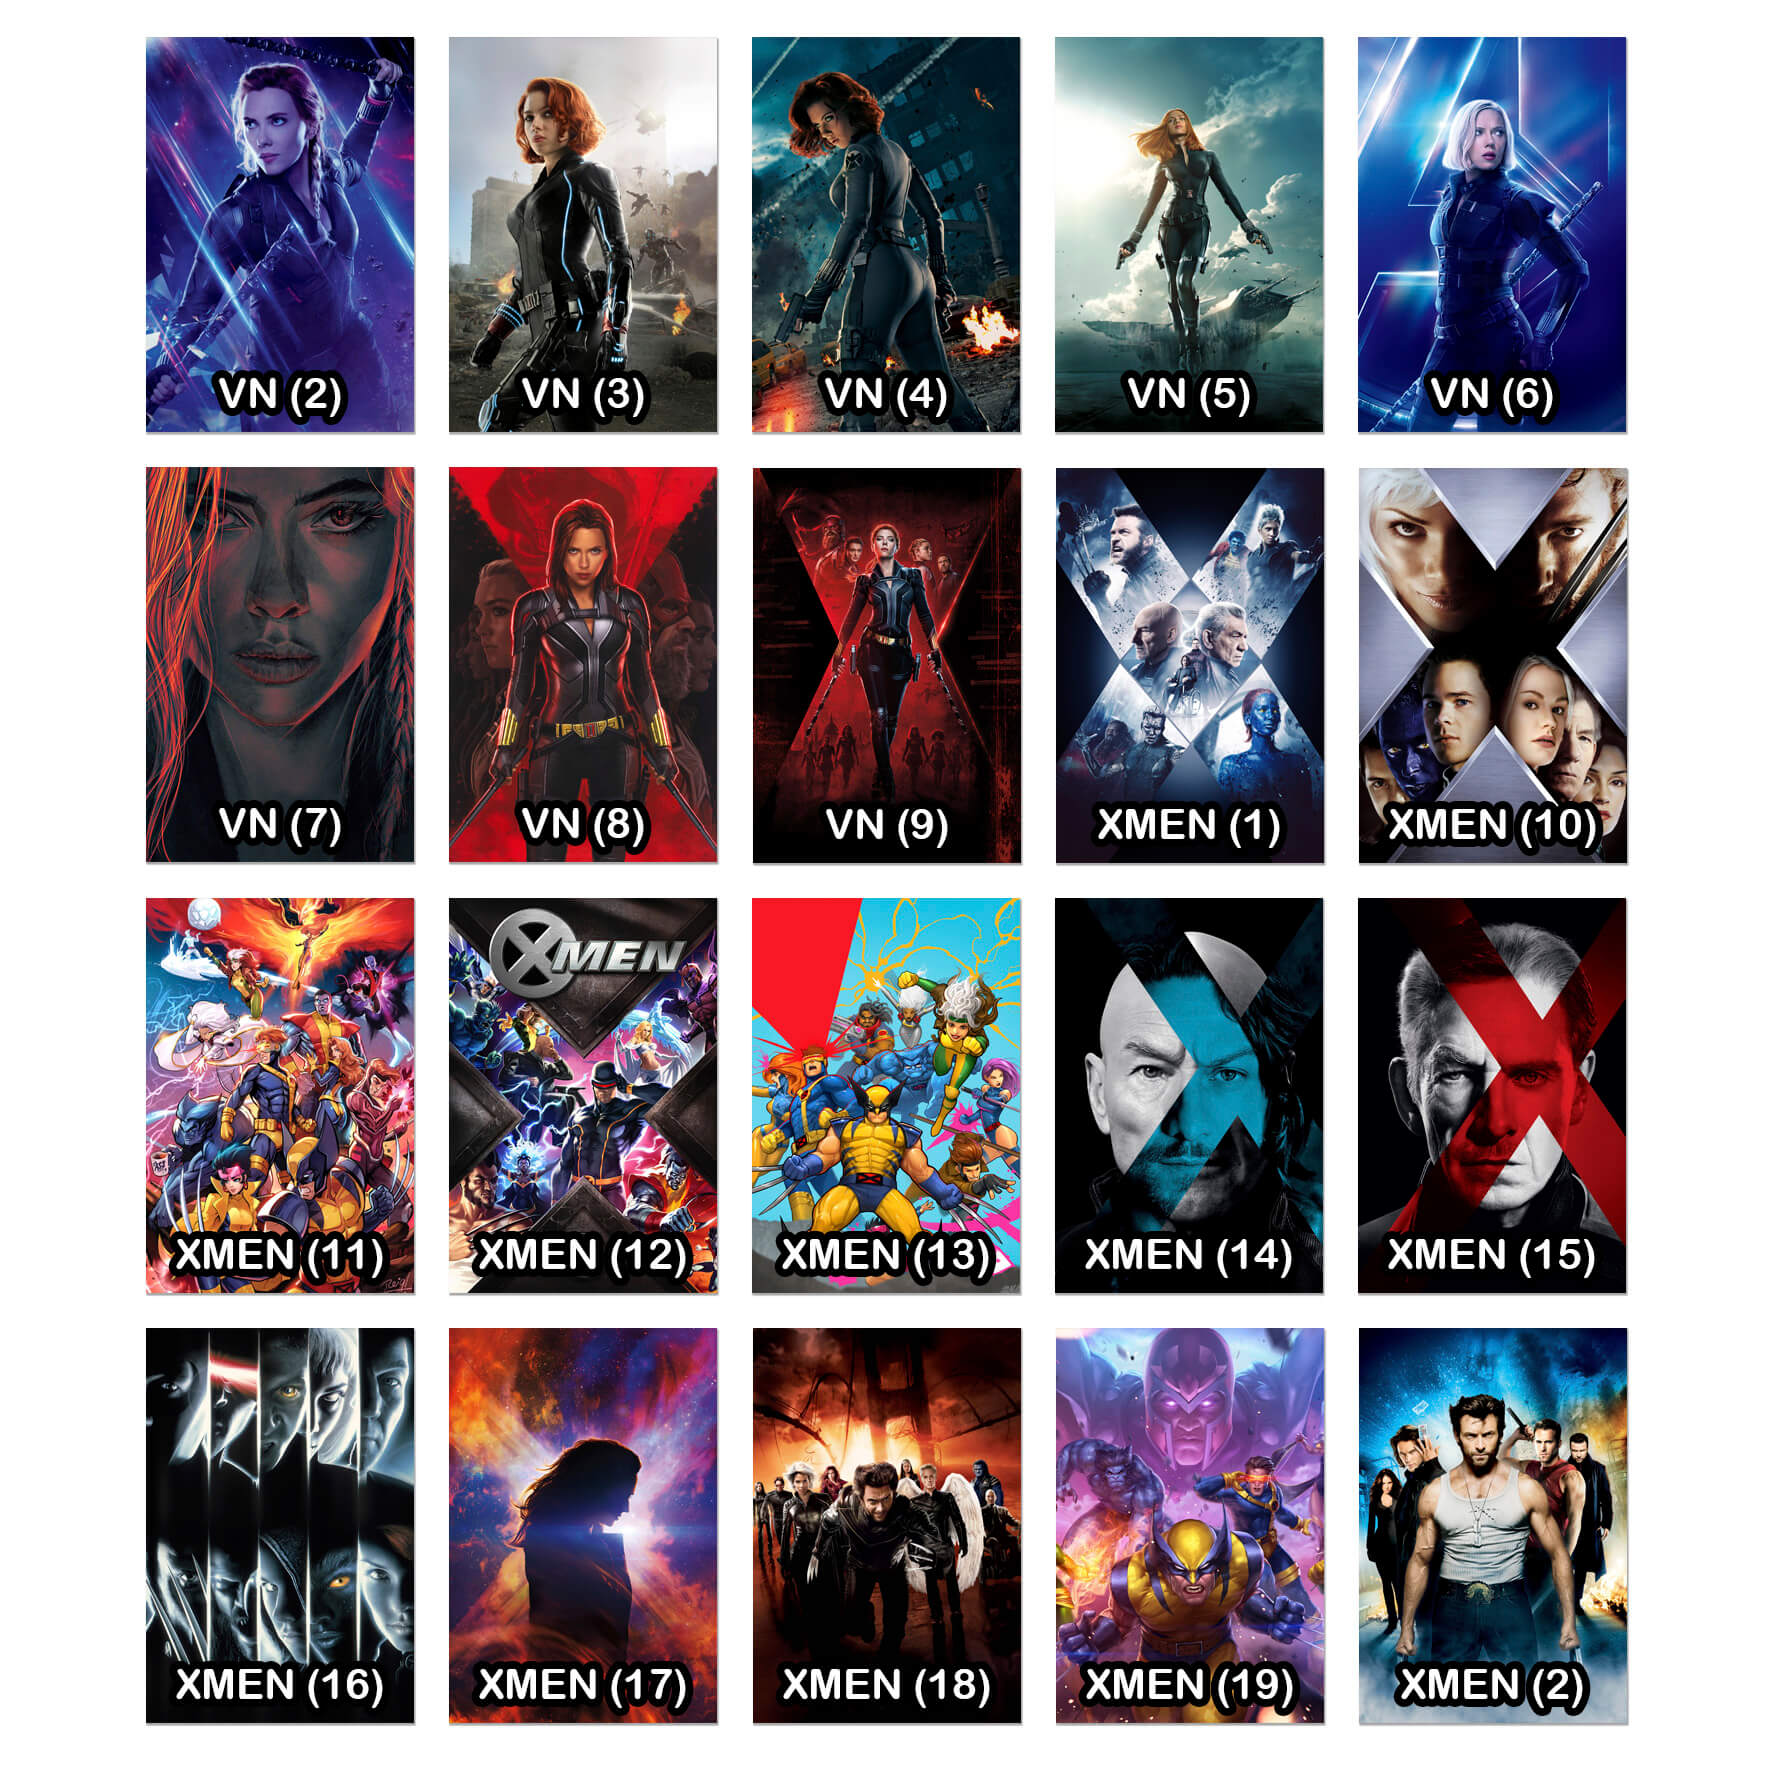 VN (2)
VN (3)
VN (4)
VN (5)
VN (6)
VN (7)
VN (8)
VN (9)
XMEN (1)
XMEN (10)
XMEN (11)
XMEN
XMEN (12)
XMEN (13)
XMEN (14)
XMEN (15)
XMEN (16)
XMEN (17)
XMEN (18)
XMEN (19)
XMEN (2)